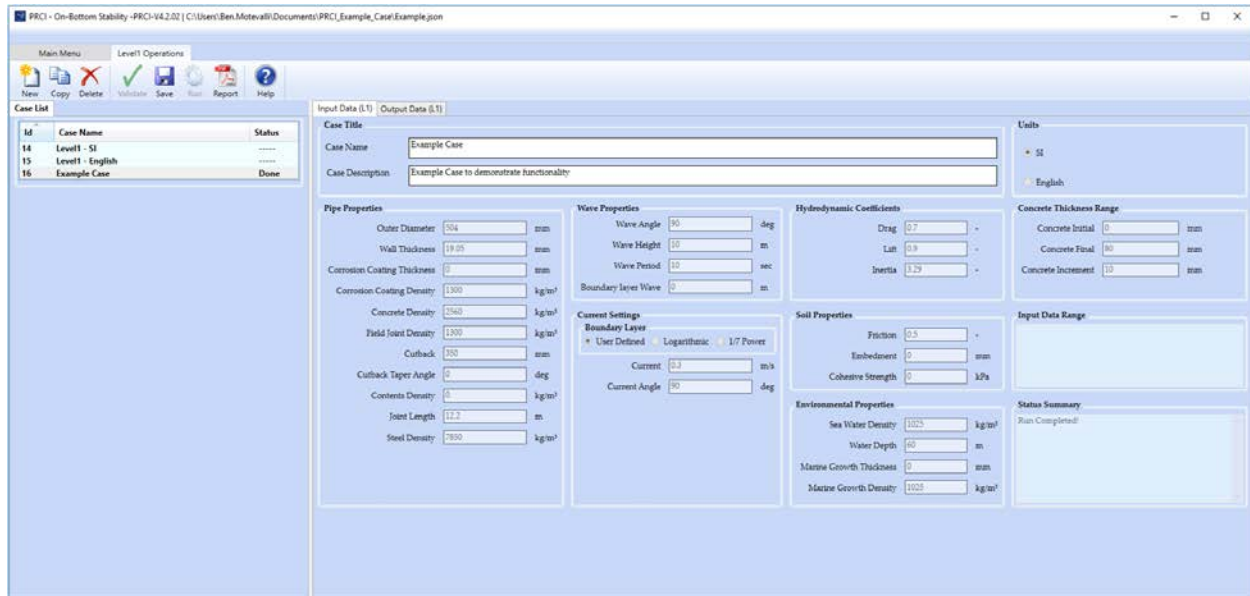 PRCI - On-Bottom Stability -PRCI-V4.2.02 | C:\Users\Ben.Motevalli\Documents\PRCI_Example_Case\Example.json
Main Menu Level1 Operations
New Copy Delete Validate Save Run Report Help
Case List
Id Case Name Status
14 Level1 - SI -----
15 Level1 - English -----
16 Example Case Done
Input Data (L1) Output Data (L1)
Case Title
Case Name Example Case
Case Description Example Case to demonstrate functionality
Units
SI
English
Pipe Properties
Outer Diameter 504 mm
Wall Thickness 19.05 mm
Corrosion Coating Thickness 0 mm
Corrosion Coating Density 1300 kg/m³
Concrete Density 2560 kg/m³
Field Joint Density 1300 kg/m³
Cutback 350 mm
Cutback Taper Angle 0 deg
Contents Density 0 kg/m³
Joint Length 12.2 m
Steel Density 7850 kg/m³
Wave Properties
Wave Angle 90 deg
Wave Height 10 m
Wave Period 10 sec
Boundary layer Wave 0 m
Current Settings
Boundary Layer
User Defined Logarithmic 1/7 Power
Current 0.3 m/s
Current Angle 90 deg
Hydrodynamic Coefficients
Drag 0.7 -
Lift 0.9 -
Inertia 3.29 -
Soil Properties
Friction 0.5 -
Embedment 0 mm
Cohesive Strength 0 kPa
Environmental Properties
Sea Water Density 1025 kg/m³
Water Depth 60 m
Marine Growth Thickness 0 mm
Marine Growth Density 1025 kg/m³
Concrete Thickness Range
Concrete Initial 0 mm
Concrete Final 80 mm
Concrete Increment 10 mm
Input Data Range
Status Summary
Run Completed!